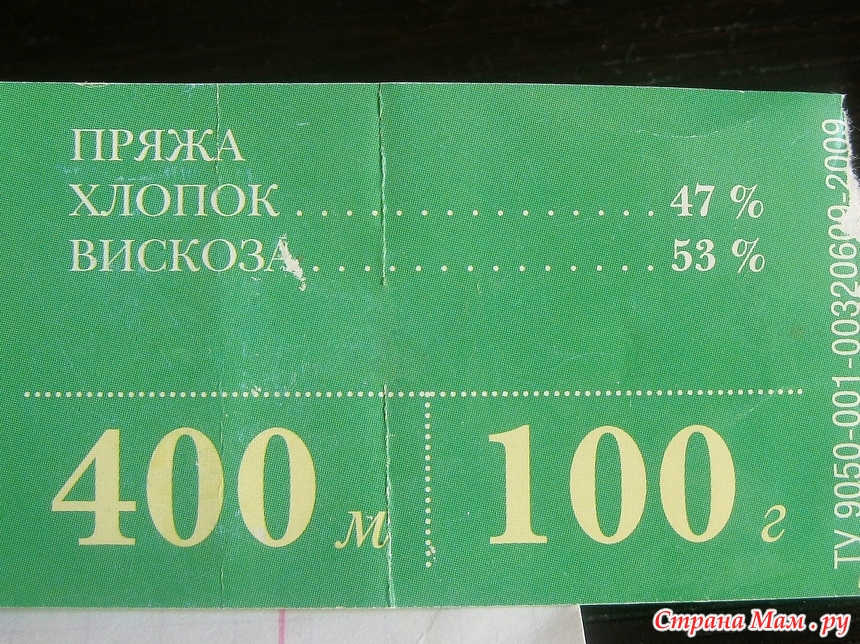 ПРЯЖА
ХЛОПОК . . . . . . . . . . . . . . . . . . 47 %
ВИСКОЗА . . . . . . . . . . . . . . . . . 53 %
400 м
100 г
ТУ 9050-001-00320609-2009
Страна Мам.ру